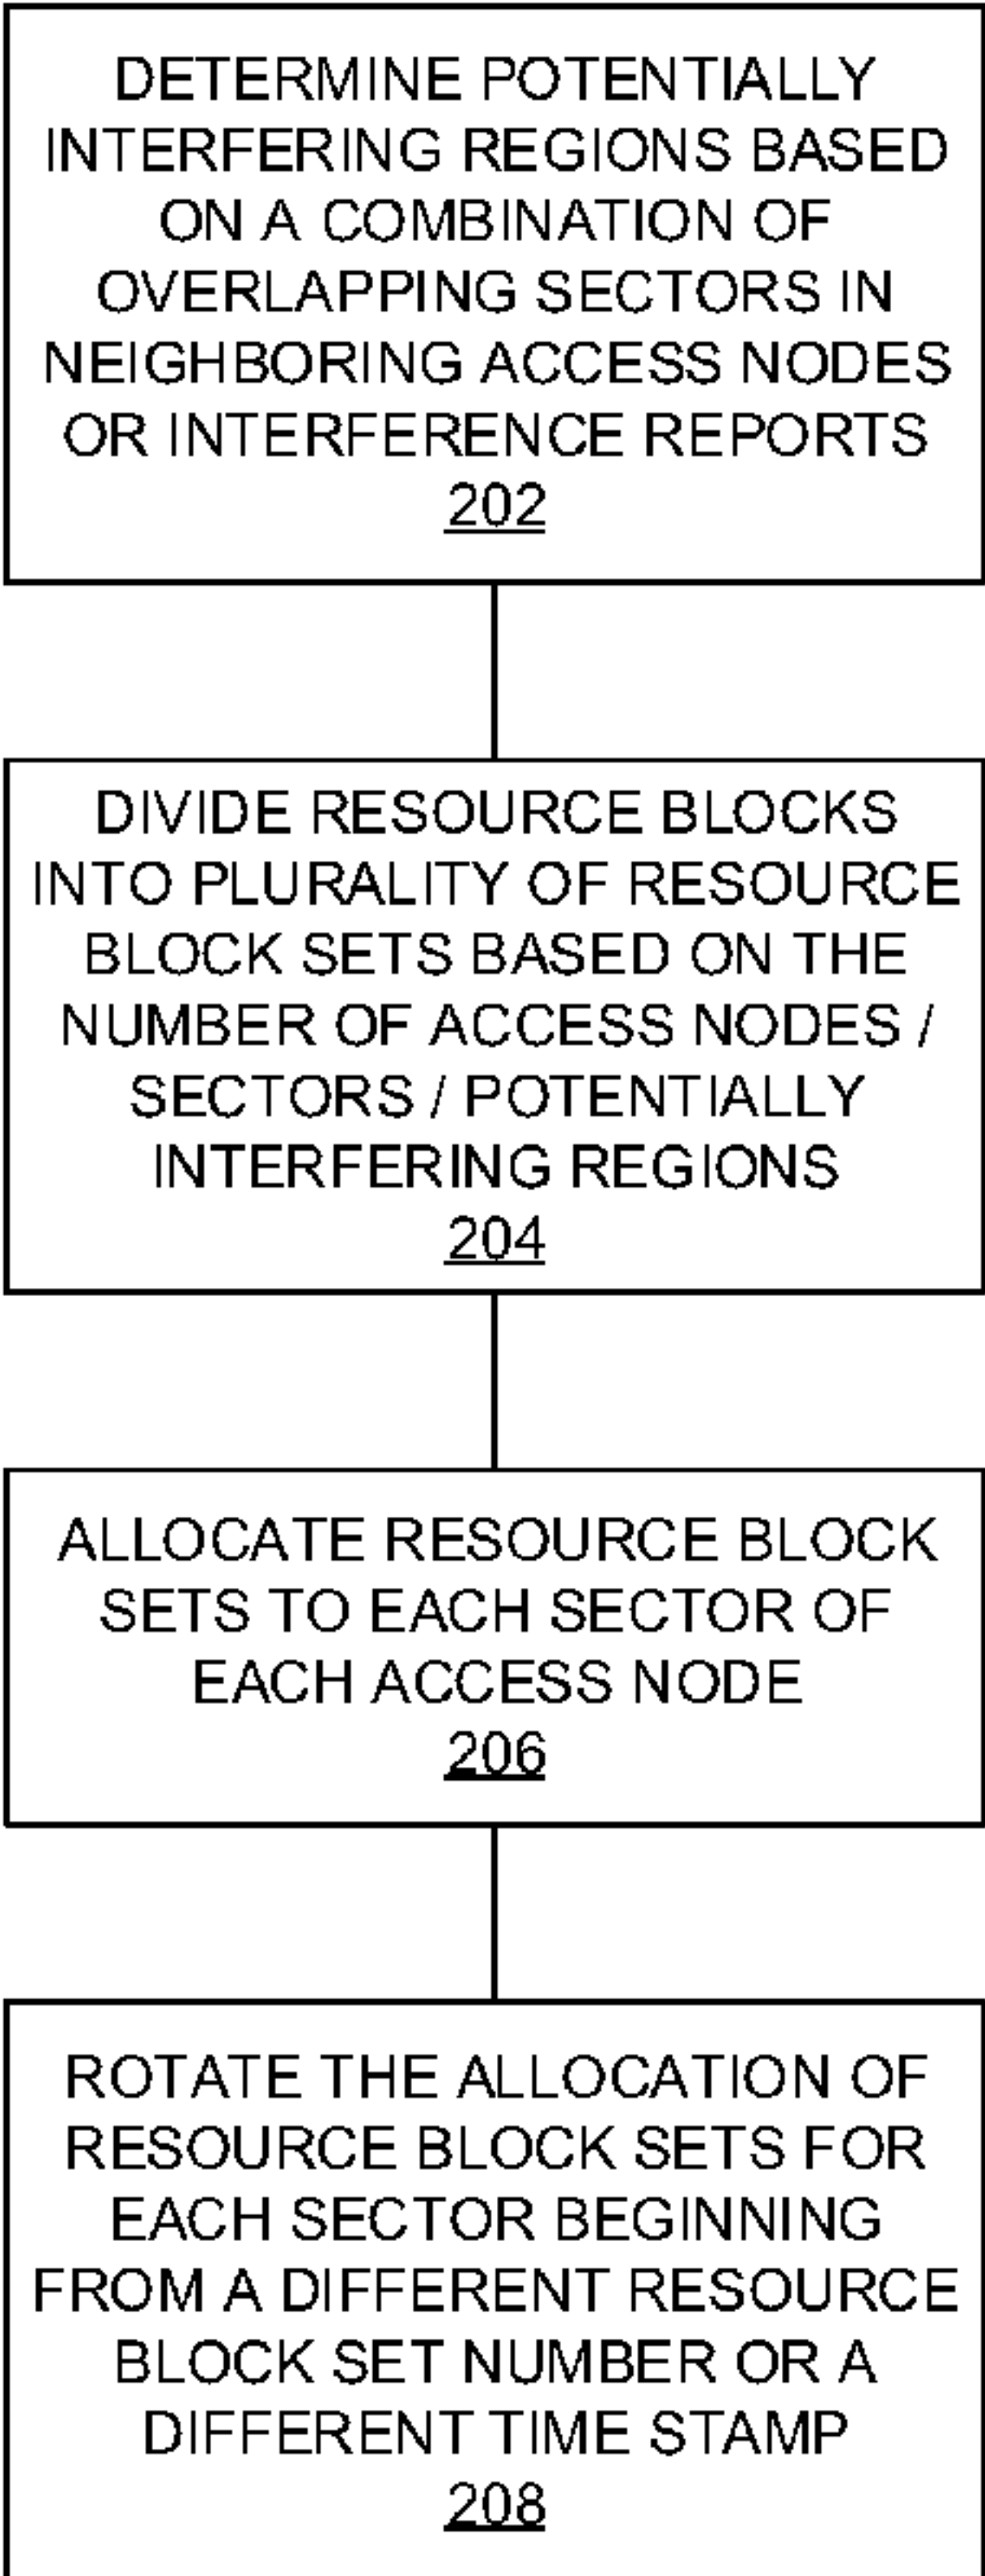 DETERMINE POTENTIALLY
INTERFERING REGIONS BASED
ON A COMBINATION OF
OVERLAPPING SECTORS IN
NEIGHBORING ACCESS NODES
OR INTERFERENCE REPORTS
202
DIVIDE RESOURCE BLOCKS
INTO PLURALITY OF RESOURCE
BLOCK SETS BASED ON THE
NUMBER OF ACCESS NODES /
SECTORS / POTENTIALLY
INTERFERING REGIONS
204
ALLOCATE RESOURCE BLOCK
SETS TO EACH SECTOR OF
EACH ACCESS NODE
206
ROTATE THE ALLOCATION OF
RESOURCE BLOCK SETS FOR
EACH SECTOR BEGINNING
FROM A DIFFERENT RESOURCE
BLOCK SET NUMBER OR A
DIFFERENT TIME STAMP
208